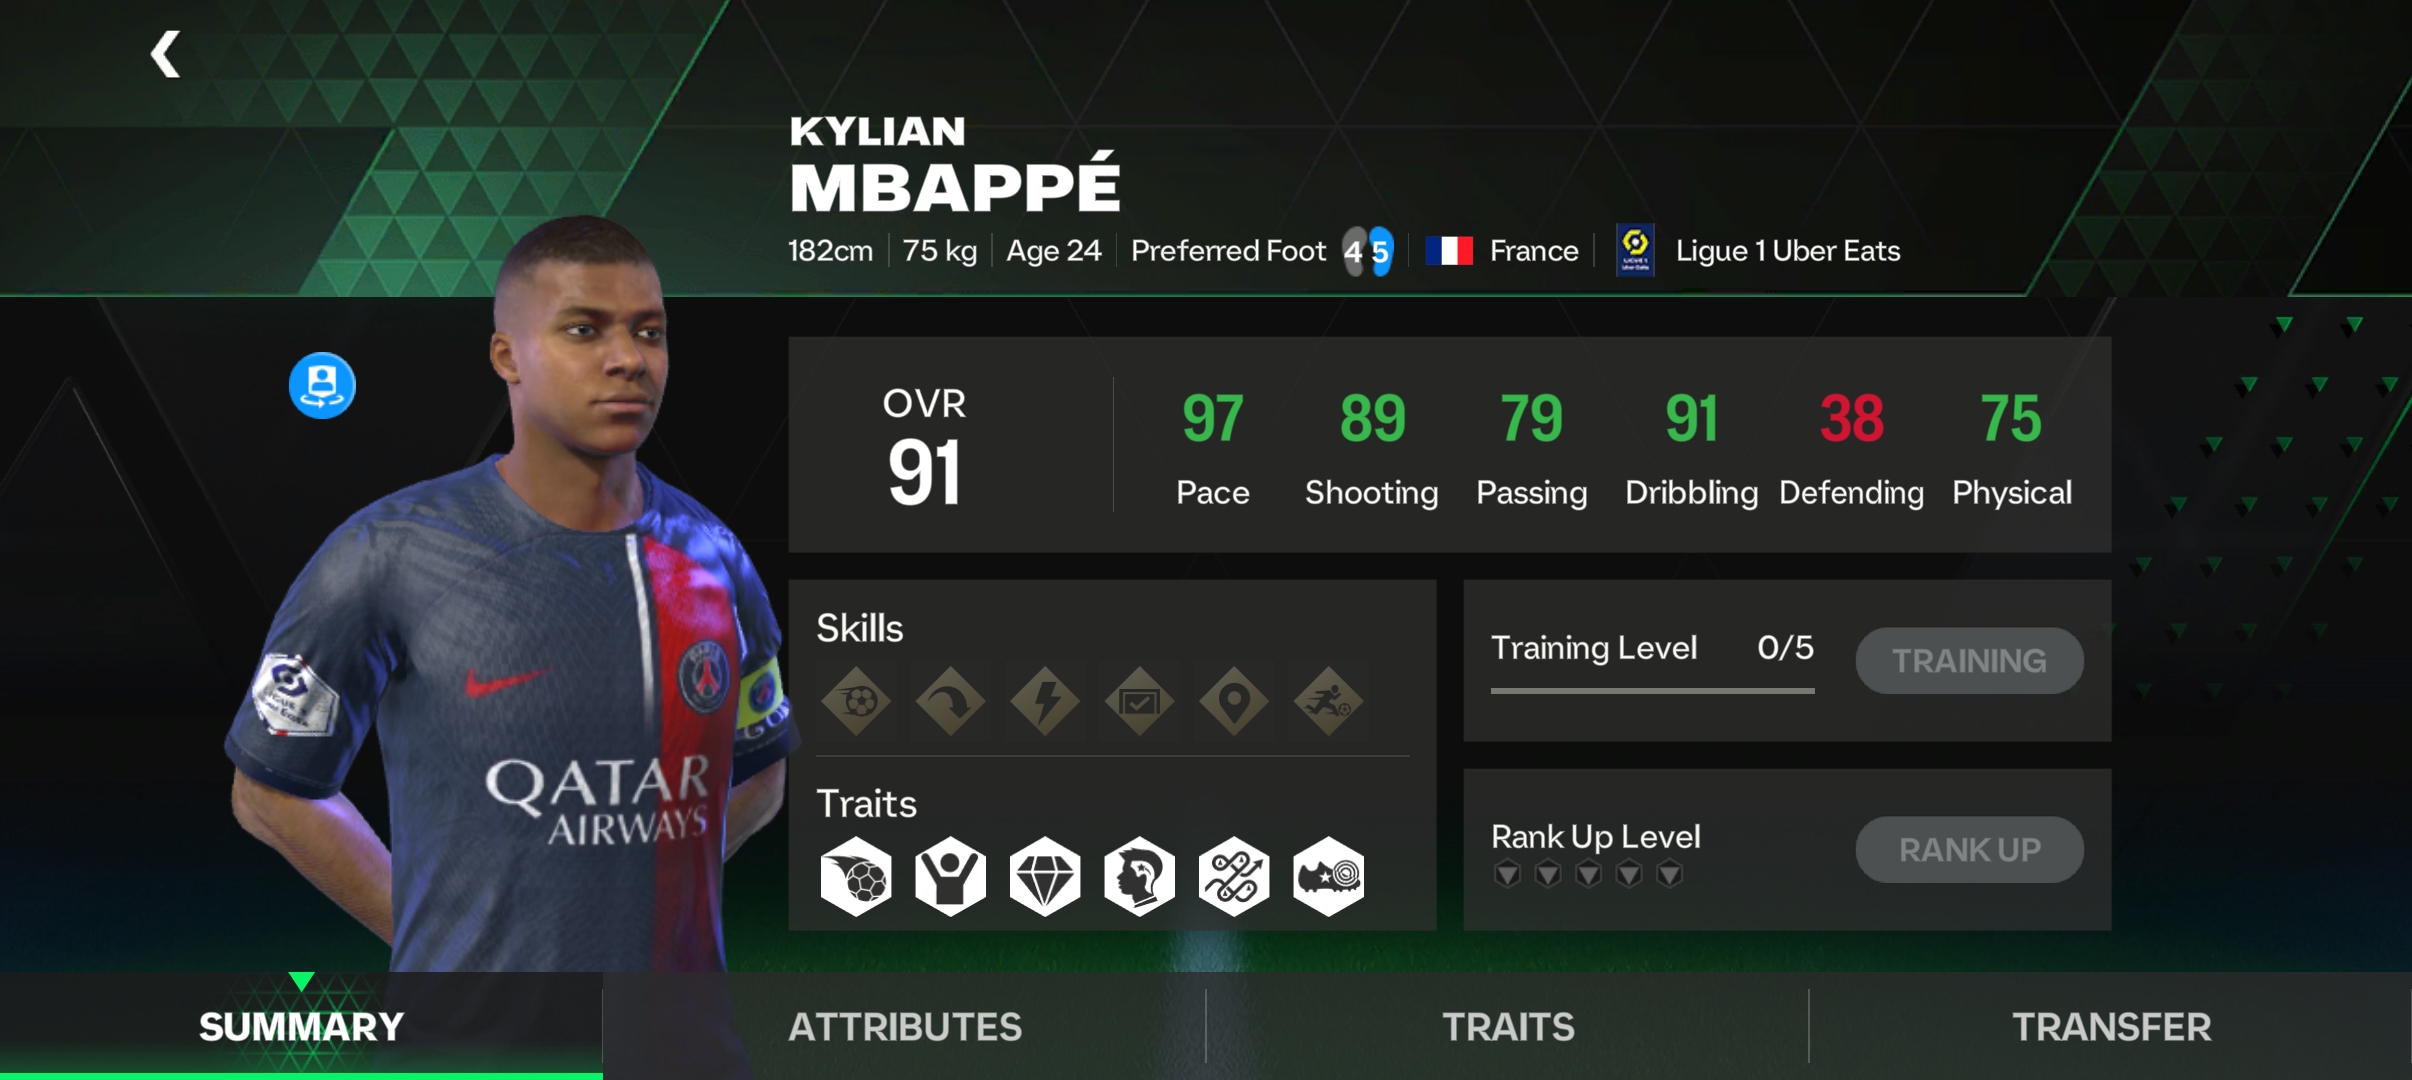 KYLIAN
MBAPPÉ
182cm 75 kg Age 24 Preferred Foot 4 5 France Ligue 1 Uber Eats
OVR
91
97 89 79 91 38 75
Pace Shooting Passing Dribbling Defending Physical
Skills
Training Level 0/5 TRAINING
QATAR
AIRWAYS
Traits
Rank Up Level RANK UP
SUMMARY ATTRIBUTES TRAITS TRANSFER